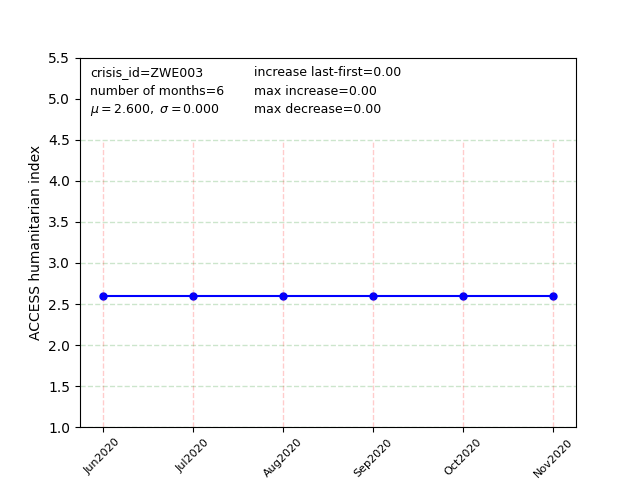 crisis_id=ZWE003
number of months=6
μ = 2.600, σ = 0.000
increase last-first=0.00
max increase=0.00
max decrease=0.00
ACCESS humanitarian index
5.5
5.0
4.5
4.0
3.5
3.0
2.5
2.0
1.5
1.0
Jun2020
Jul2020
Aug2020
Sep2020
Oct2020
Nov2020